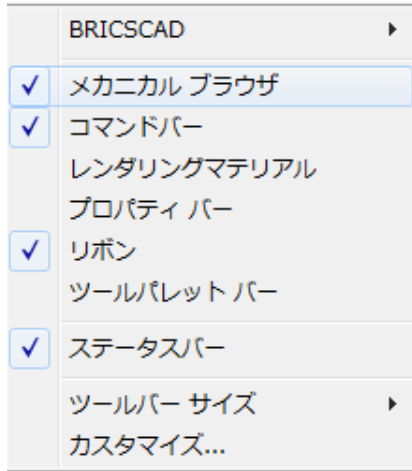 BRICSCAD
メカニカル ブラウザ
コマンドバー
レンダリングマテリアル
プロパティ バー
リボン
ツールパレット バー
ステータスバー
ツールバー サイズ
カスタマイズ...